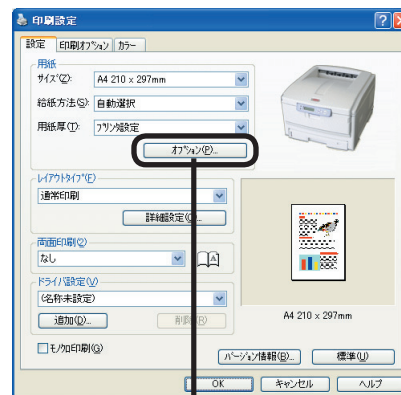 印刷設定
設定 印刷ｵﾌﾟｼｮﾝ ｶﾗｰ
用紙
ｻｲｽﾞ(Z): A4 210 x 297mm
給紙方法(S): 自動選択
用紙厚(T): ﾌﾟﾘﾝﾀ設定
ｵﾌﾟｼｮﾝ(P)...
ﾚｲｱｳﾄﾀｲﾌﾟ(F)
通常印刷
詳細設定
両面印刷(2)
なし
ﾄﾞﾗｲﾊﾞ設定(V)
(名称未設定)
追加(D)... 削除(R)
A4 210 x 297mm
ﾓﾉｸﾛ印刷(G)
ﾊﾞｰｼﾞｮﾝ情報(B)... 標準(U)
OK ｷｬﾝｾﾙ ﾍﾙﾌﾟ